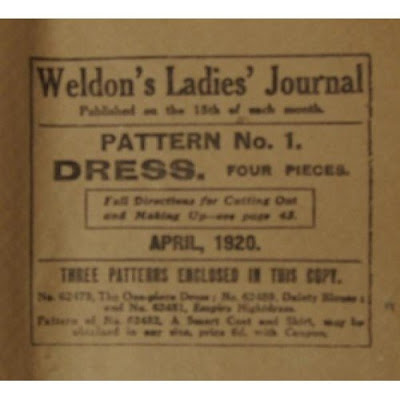 Weldon's Ladies' Journal
Published on the 15th of each month.
PATTERN No. 1.
DRESS. FOUR PIECES.
Full Directions for Cutting Out
and Making Up—see page 43.
APRIL, 1920.
THREE PATTERNS ENCLOSED IN THIS COPY.
No. 62479, The One-piece Dress; No. 62480, Dainty Blouse;
and No. 62481, Empire Nightdress.
Pattern of No. 62482, A Smart Coat and Skirt, may be
obtained in any size, price 6d. with Coupon.